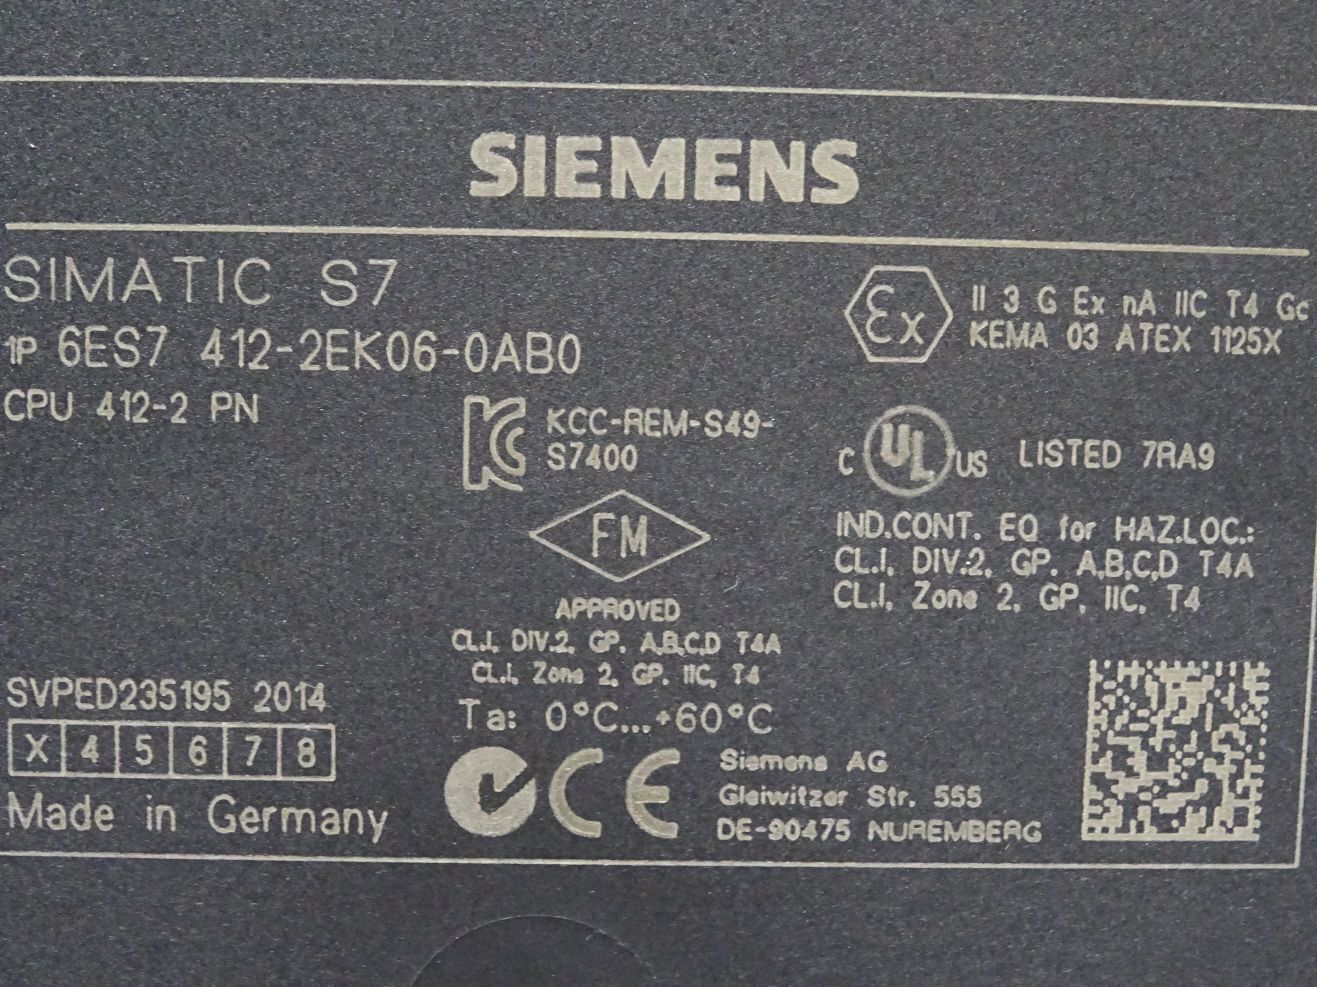 SIEMENS
SIMATIC S7
1P 6ES7 412-2EK06-0AB0
CPU 412-2 PN
Ex
II 3 G Ex nA IIC T4 Gc
KEMA 03 ATEX 1125X
KCC-REM-S49-
S7400
C UL US LISTED 7RA9
FM
APPROVED
CL.I, DIV.2, GP. A,B,C,D T4A
CL.I, Zone 2, GP. IIC, T4
Ta: 0°C...+60°C
IND.CONT. EQ for HAZ.LOC.:
CL.I, DIV.2, GP. A,B,C,D T4A
CL.I, Zone 2, GP. IIC, T4
SVPED235195 2014
X 4 5 6 7 8
Made in Germany
CE
Siemens AG
Gleiwitzer Str. 555
DE-90475 NUREMBERG